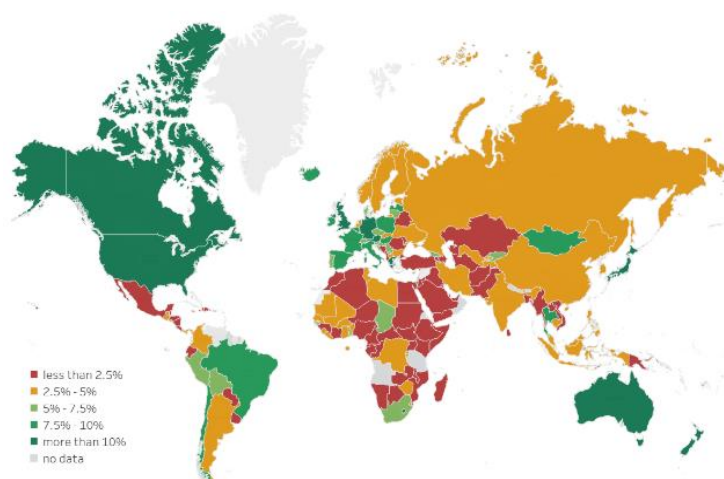 less than 2.5%
2.5% - 5%
5% - 7.5%
7.5% - 10%
more than 10%
no data